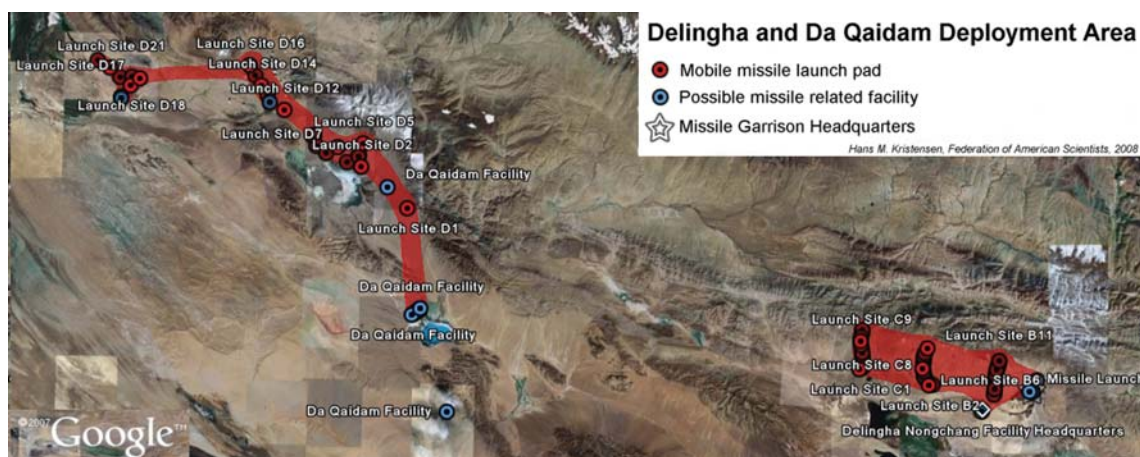 Delingha and Da Qaidam Deployment Area
Mobile missile launch pad
Possible missile related facility
Missile Garrison Headquarters
Hans M. Kristensen, Federation of American Scientists, 2008
Launch Site D21
Launch Site D16
Launch Site D17
Launch Site D14
Launch Site D18
Launch Site D12
Launch Site D7
Launch Site D5
Launch Site D2
Da Qaidam Facility
Launch Site D1
Da Qaidam Facility
Da Qaidam Facility
Launch Site C9
Launch Site B11
Launch Site C8
Launch Site C1
Launch Site B6
Missile Launch
Launch Site B2
Da Qaidam Facility
Delingha Nongchang Facility Headquarters
©2007 Google™